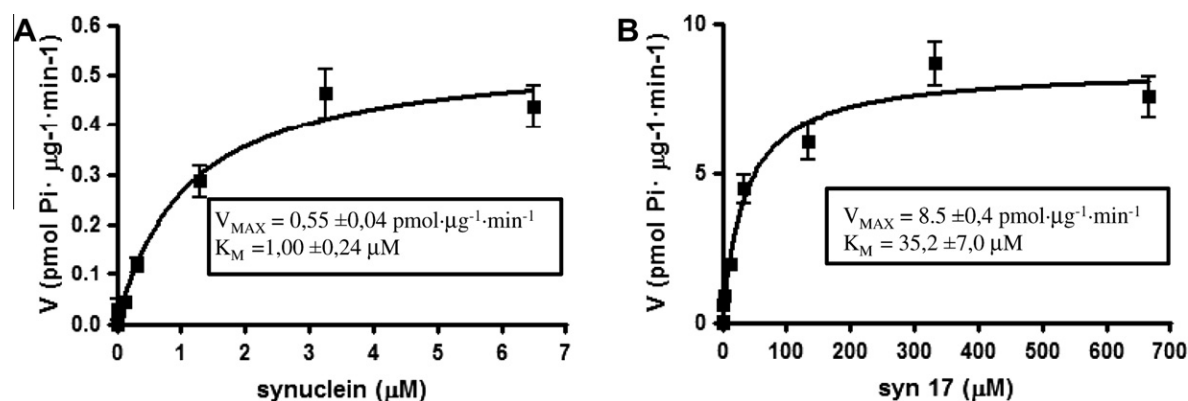 A
0.6
0.5
0.4
0.3
0.2
0.1
0.0
V (pmol Pi· µg-1·min-1)
V_MAX = 0,55 ±0,04 pmol·µg⁻¹·min⁻¹
K_M =1,00 ±0,24 µM
0 1 2 3 4 5 6 7
synuclein (µM)
B
10
5
0
V (pmol Pi· µg-1·min-1)
V_MAX = 8.5 ±0,4 pmol·µg⁻¹·min⁻¹
K_M = 35,2 ±7,0 µM
0 100 200 300 400 500 600 700
syn 17 (µM)